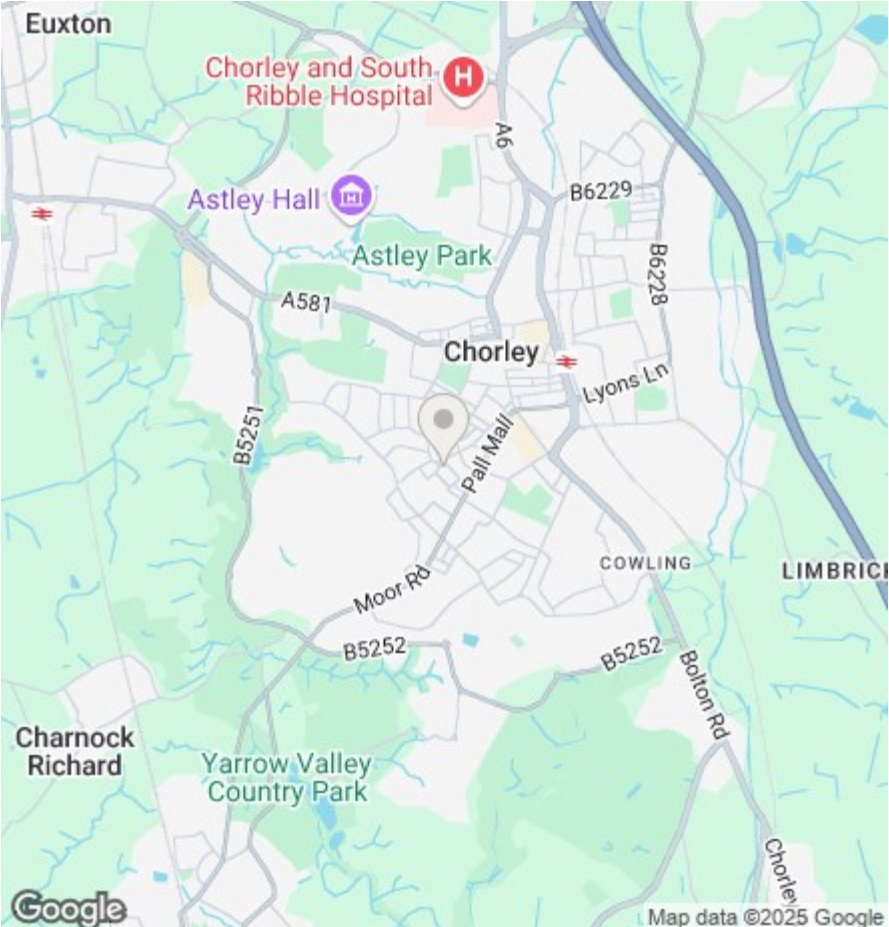 Euxton
Chorley and South
Ribble Hospital
H
A6
B6229
Astley Hall
Astley Park
B6228
A581
Chorley
Lyons Ln
B5251
Pall Mall
COWLING
LIMBRICK
Moor Rd
B5252
B5252
Bolton Rd
Charnock
Richard
Yarrow Valley
Country Park
Chorley
Google
Map data ©2025 Google